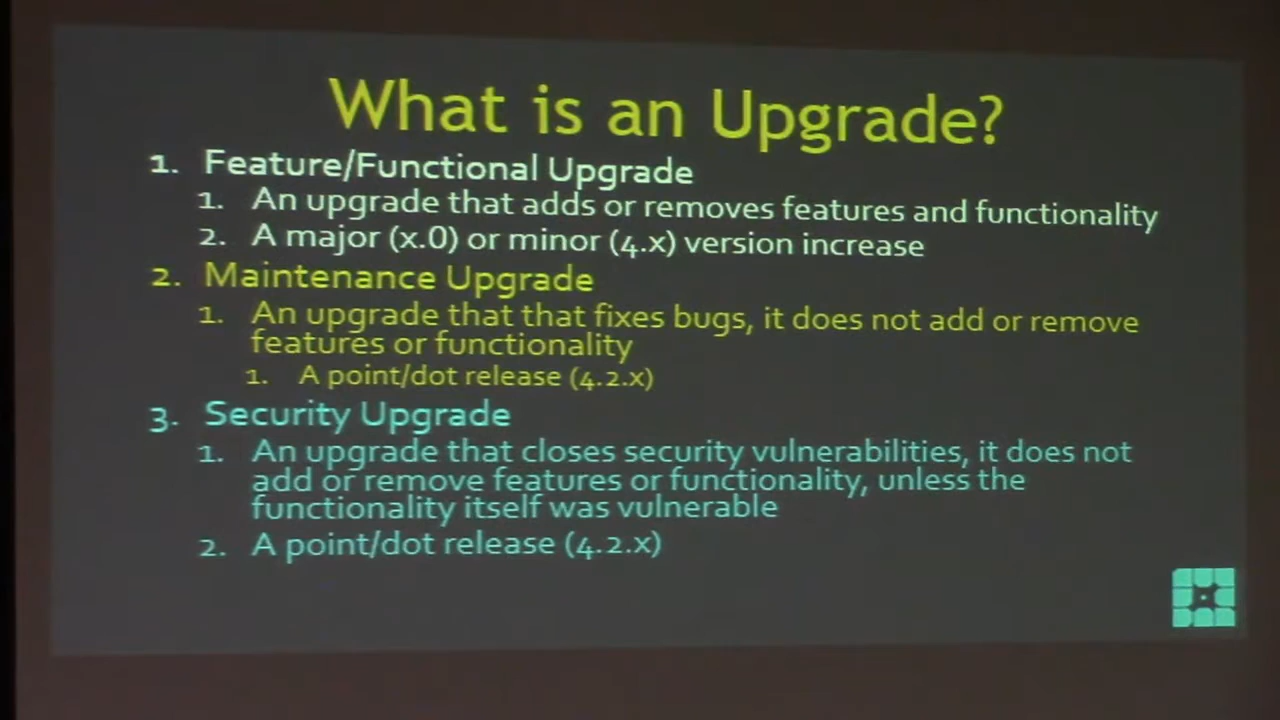 What is an Upgrade?
1. Feature/Functional Upgrade
1. An upgrade that adds or removes features and functionality
2. A major (x.0) or minor (4.x) version increase
2. Maintenance Upgrade
1. An upgrade that that fixes bugs, it does not add or remove
features or functionality
1. A point/dot release (4.2.x)
3. Security Upgrade
1. An upgrade that closes security vulnerabilities, it does not
add or remove features or functionality, unless the
functionality itself was vulnerable
2. A point/dot release (4.2.x)